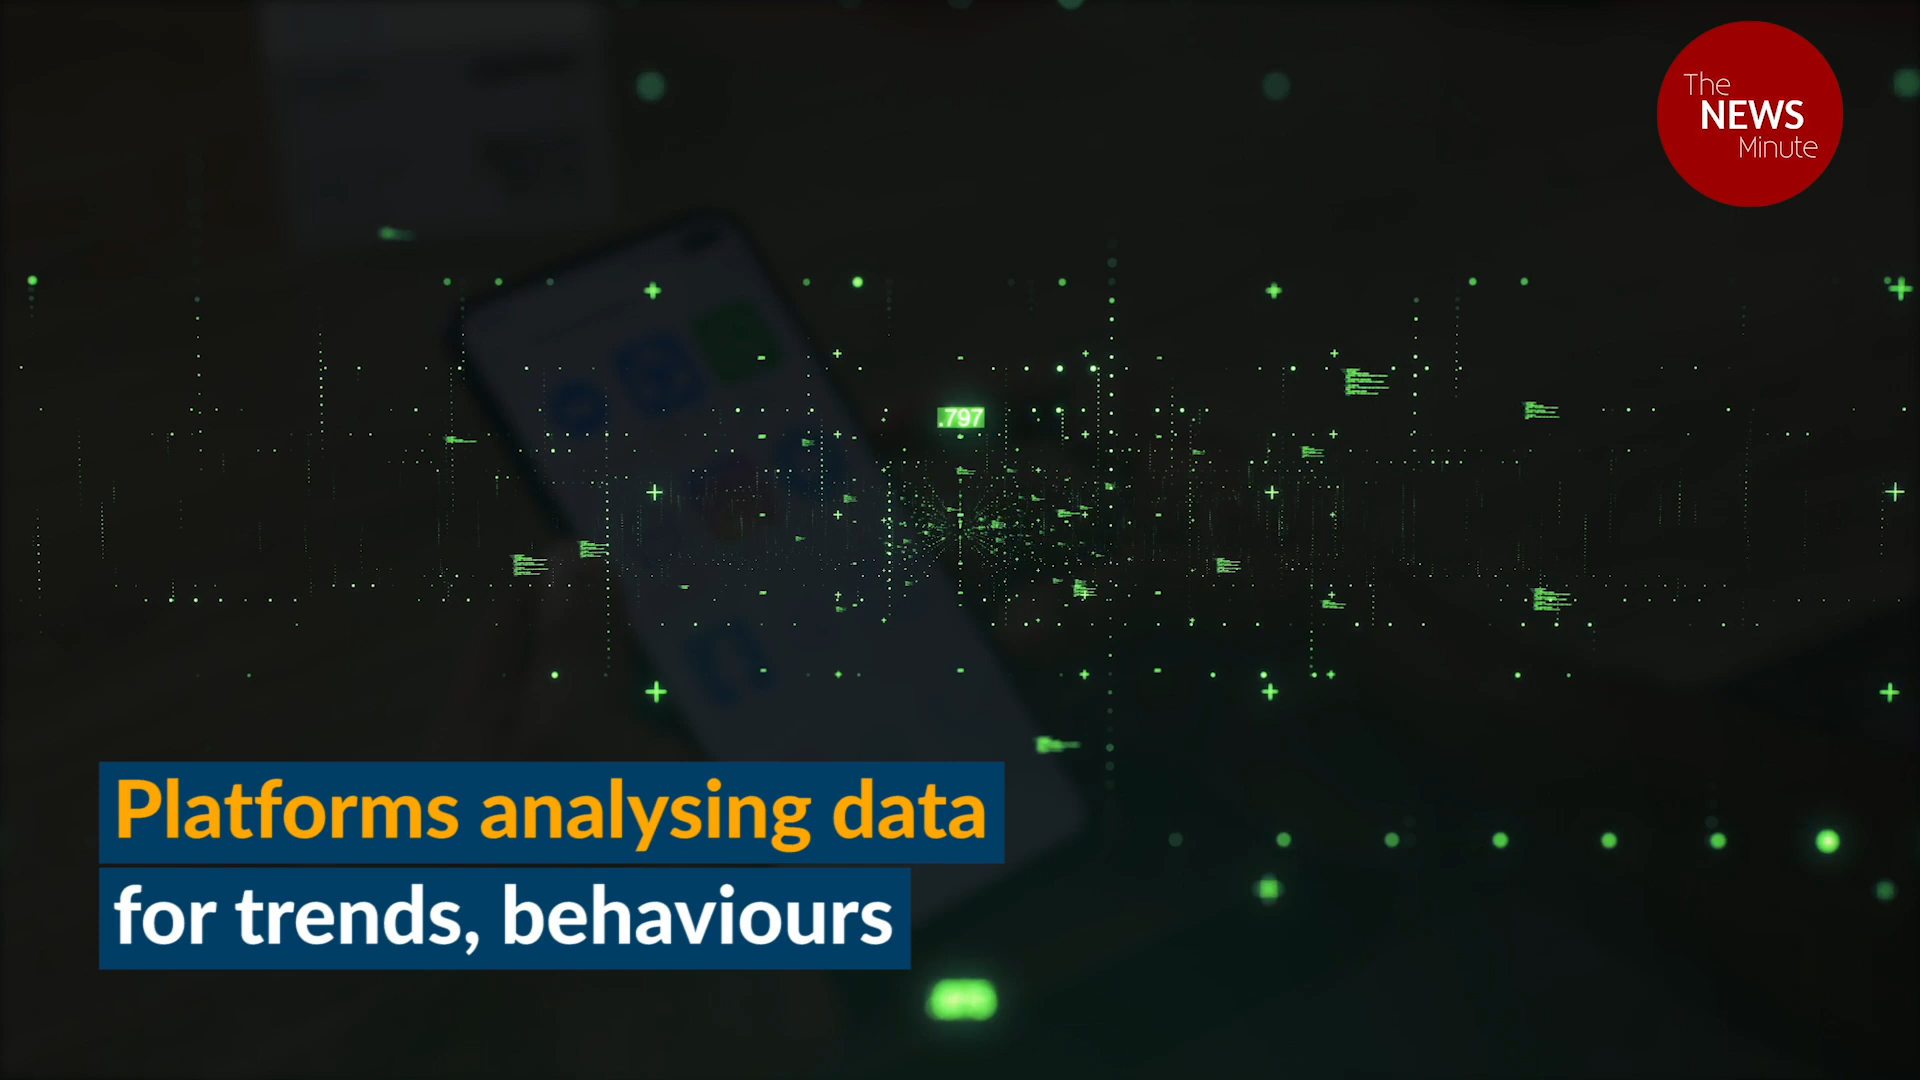 The
NEWS
Minute
.797
Platforms analysing data
for trends, behaviours